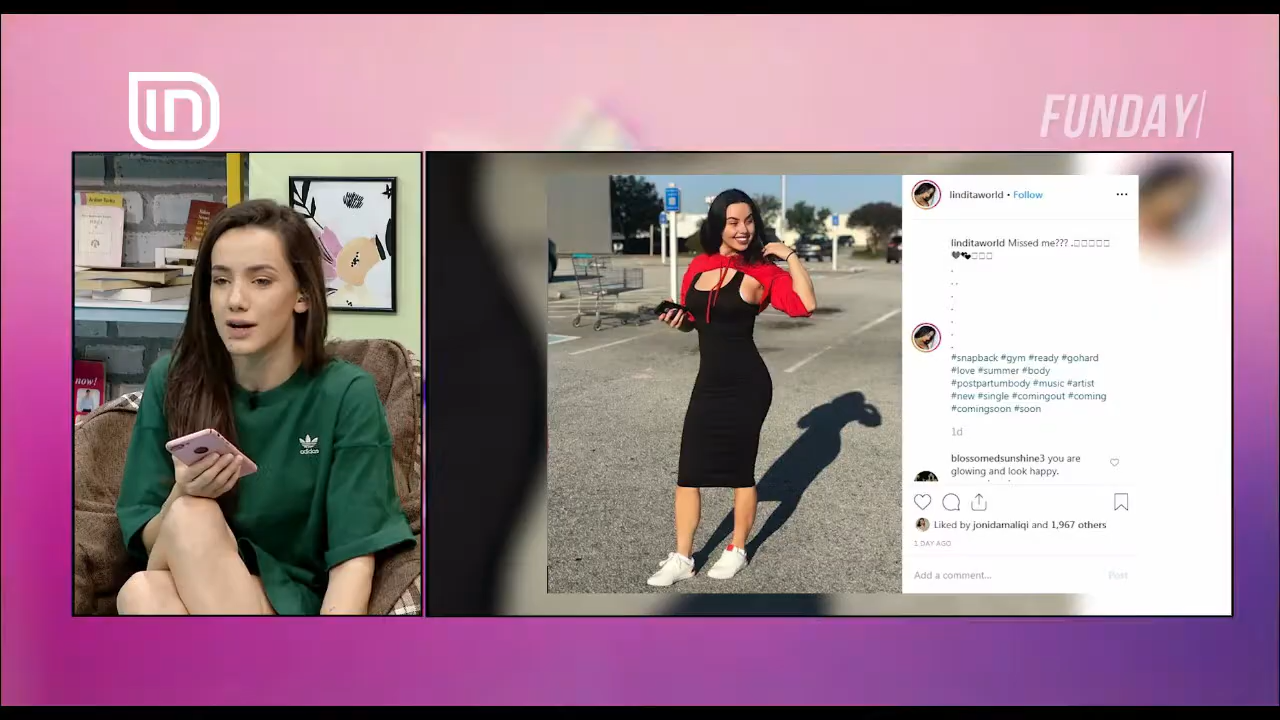 IN
FUNDAY
now!
adidas
linditaworld • Follow
linditaworld Missed me??? .
.
. .
.
.
.
.
.
#snapback #gym #ready #gohard
#love #summer #body
#postpartumbody #music #artist
#new #single #comingout #coming
#comingsoon #soon
1d
blossomedsunshine3 you are
glowing and look happy.
Liked by jonidamaliqi and 1,967 others
1 DAY AGO
Add a comment...
Post